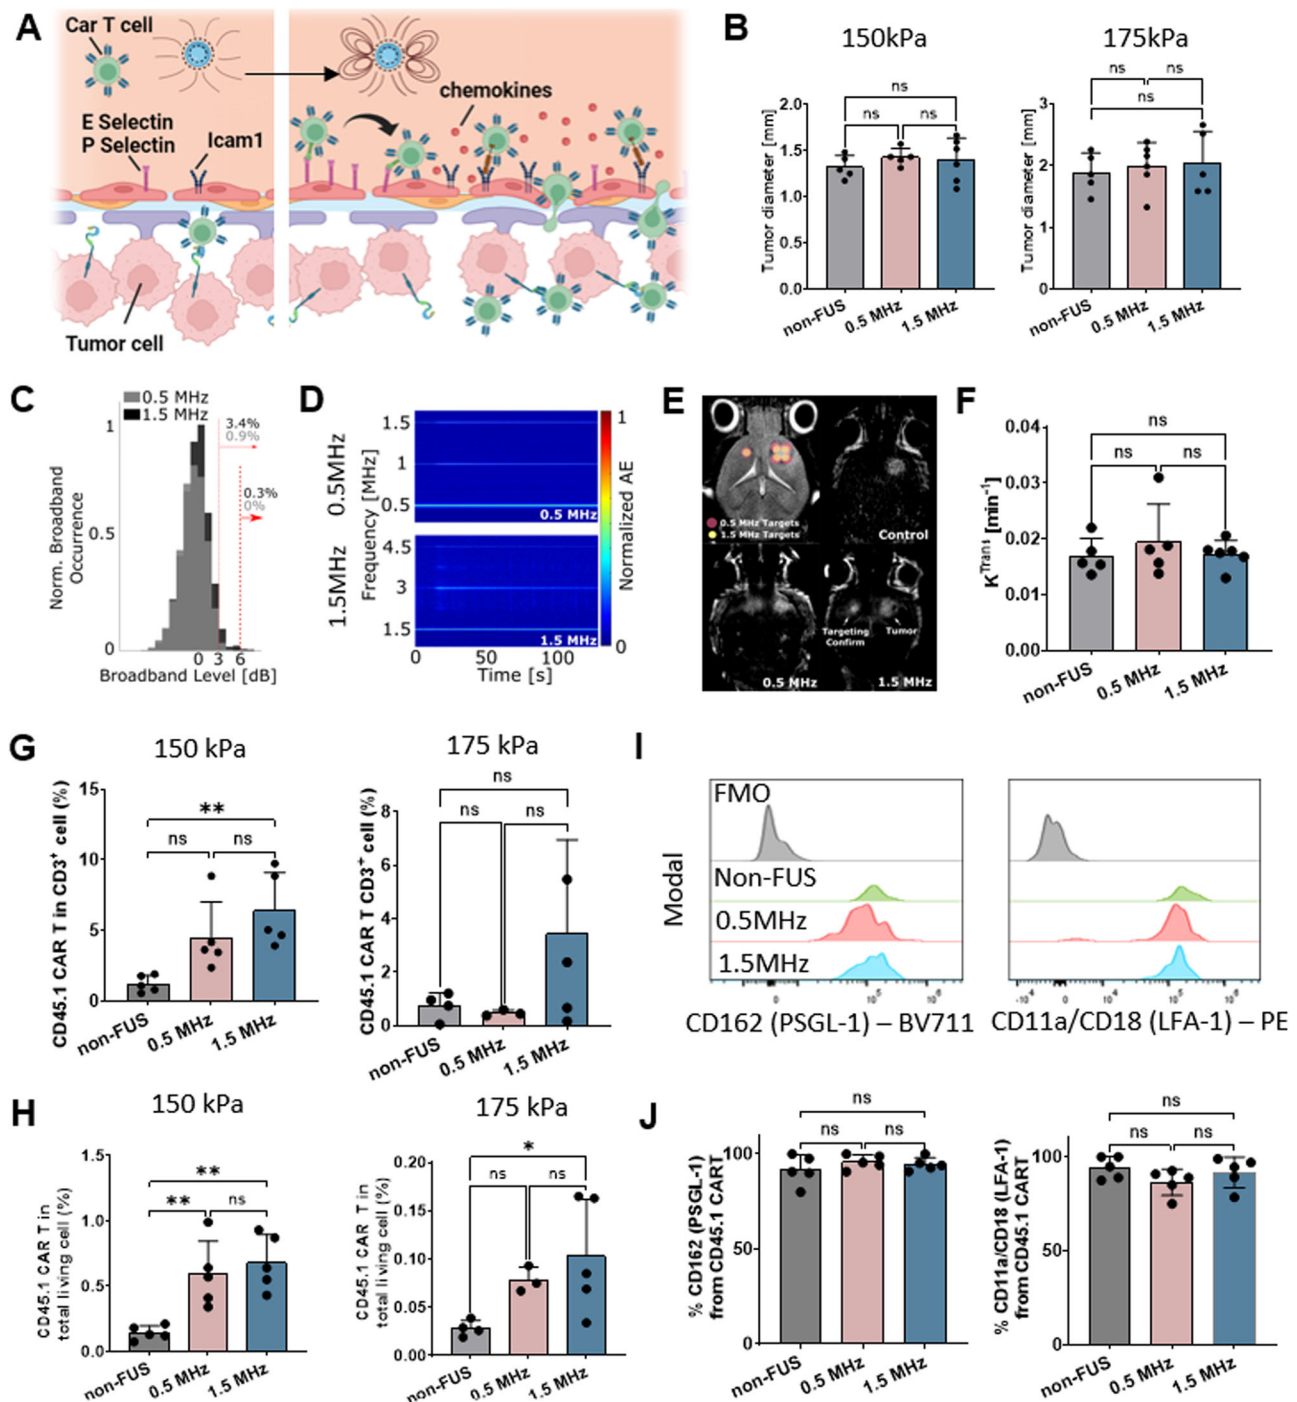 A
Car T cell
E Selectin
P Selectin
Icam1
chemokines
Tumor cell
B
150kPa
175kPa
ns
ns
ns
Tumor diameter [mm]
2.0
1.5
1.0
0.5
0.0
non-FUS
0.5 MHz
1.5 MHz
ns
ns
ns
Tumor diameter [mm]
3
2
1
0
non-FUS
0.5 MHz
1.5 MHz
C
0.5 MHz
1.5 MHz
3.4%
0.9%
0.3%
0%
Norm. Broadband
Occurrence
1
0.5
0
0 3 6
Broadband Level [dB]
D
0.5MHz
1.5MHz
Frequency [MHz]
1.5
1
0.5
0.5 MHz
4.5
3
1.5
1.5 MHz
0 50 100
Time [s]
1
0
Normalized AE
E
0.5 MHz Targets
1.5 MHz Targets
Control
Targeting
Confirm
Tumor
0.5 MHz
1.5 MHz
F
ns
ns
ns
K^Trans [min⁻¹]
0.04
0.03
0.02
0.01
0.00
non-FUS
0.5 MHz
1.5 MHz
G
150 kPa
175 kPa
**
ns
ns
CD45.1 CAR T in CD3⁺ cell (%)
15
10
5
0
non-FUS
0.5 MHz
1.5 MHz
ns
ns
ns
CD45.1 CAR T CD3⁺ cell (%)
8
6
4
2
0
non-FUS
0.5 MHz
1.5 MHz
H
150 kPa
175 kPa
**
**
ns
CD45.1 CAR T in
total living cell (%)
1.5
1.0
0.5
0.0
non-FUS
0.5 MHz
1.5 MHz
*
ns
ns
CD45.1 CAR T in
total living cell (%)
0.20
0.15
0.10
0.05
0.00
non-FUS
0.5 MHz
1.5 MHz
I
Modal
FMO
Non-FUS
0.5MHz
1.5MHz
0 10⁵ 10⁶
CD162 (PSGL-1) – BV711
-10⁴ 0 10⁴ 10⁵ 10⁶
CD11a/CD18 (LFA-1) – PE
J
ns
ns
ns
% CD162 (PSGL-1)
from CD45.1 CART
100
50
0
non-FUS
0.5 MHz
1.5 MHz
ns
ns
ns
% CD11a/CD18 (LFA-1)
from CD45.1 CART
100
50
0
non-FUS
0.5 MHz
1.5 MHz